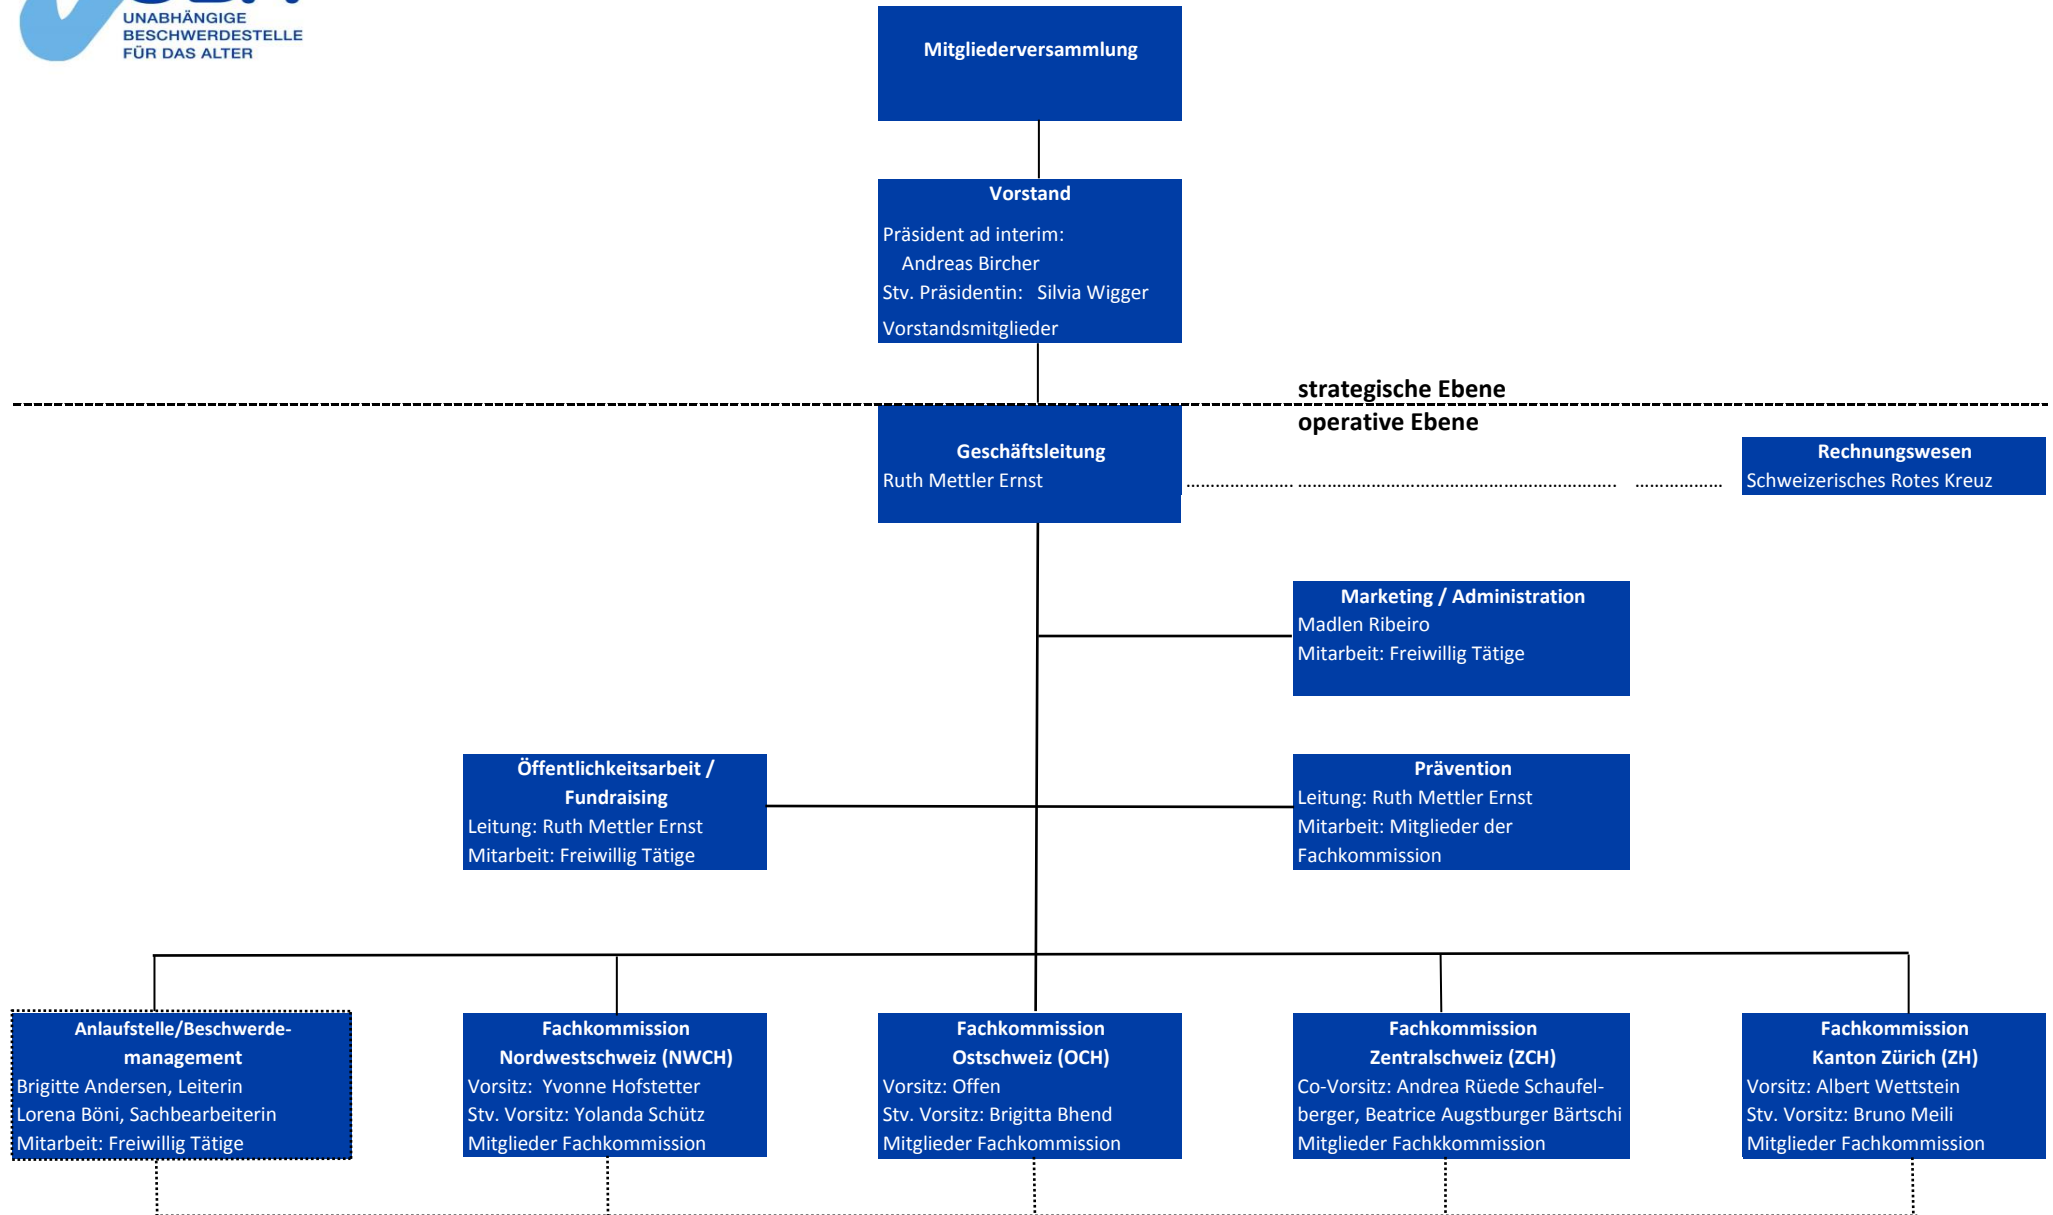 UNABHÄNGIGE
BESCHWERDESTELLE
FÜR DAS ALTER
Mitgliederversammlung
Vorstand
Präsident ad interim:
Andreas Bircher
Stv. Präsidentin: Silvia Wigger
Vorstandsmitglieder
strategische Ebene
operative Ebene
Geschäftsleitung
Ruth Mettler Ernst
Rechnungswesen
Schweizerisches Rotes Kreuz
Marketing / Administration
Madlen Ribeiro
Mitarbeit: Freiwillig Tätige
Öffentlichkeitsarbeit /
Fundraising
Leitung: Ruth Mettler Ernst
Mitarbeit: Freiwillig Tätige
Prävention
Leitung: Ruth Mettler Ernst
Mitarbeit: Mitglieder der
Fachkommission
Anlaufstelle/Beschwerde-
management
Brigitte Andersen, Leiterin
Lorena Böni, Sachbearbeiterin
Mitarbeit: Freiwillig Tätige
Fachkommission
Nordwestschweiz (NWCH)
Vorsitz: Yvonne Hofstetter
Stv. Vorsitz: Yolanda Schütz
Mitglieder Fachkommission
Fachkommission
Ostschweiz (OCH)
Vorsitz: Offen
Stv. Vorsitz: Brigitta Bhend
Mitglieder Fachkommission
Fachkommission
Zentralschweiz (ZCH)
Co-Vorsitz: Andrea Rüede Schaufel-
berger, Beatrice Augstburger Bärtschi
Mitglieder Fachkkommission
Fachkommission
Kanton Zürich (ZH)
Vorsitz: Albert Wettstein
Stv. Vorsitz: Bruno Meili
Mitglieder Fachkommission